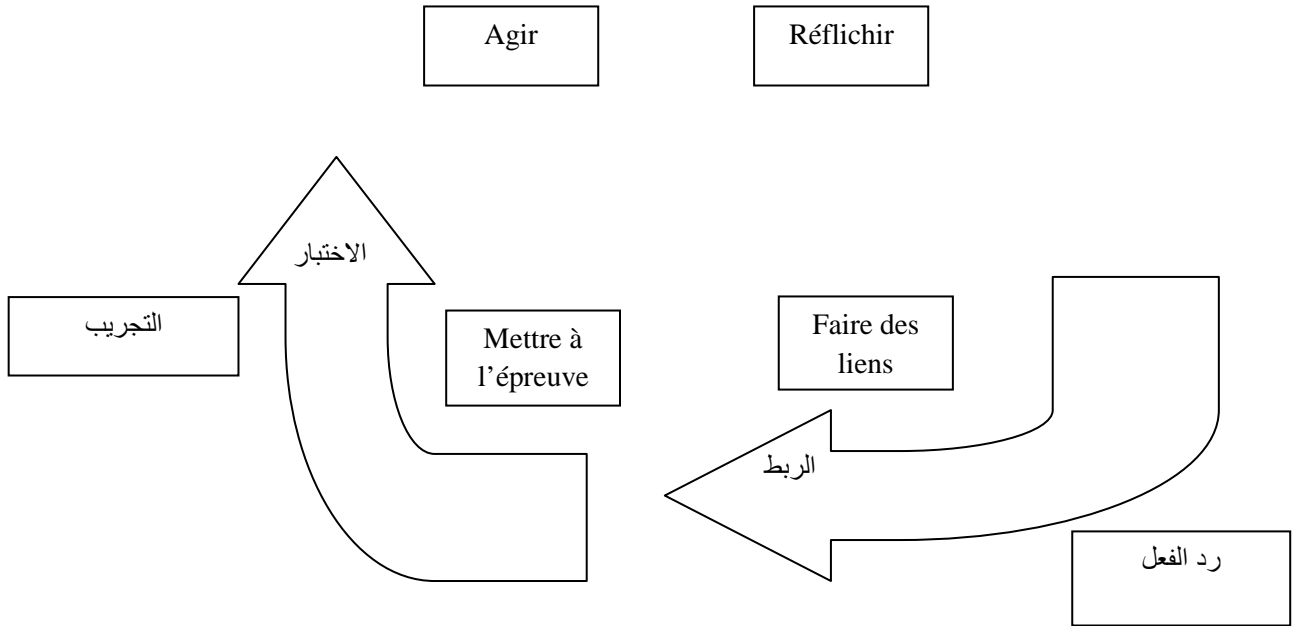 Agir
Réflichir
الاختبار
التجريب
Mettre à
l’épreuve
Faire des
liens
الربط
رد الفعل